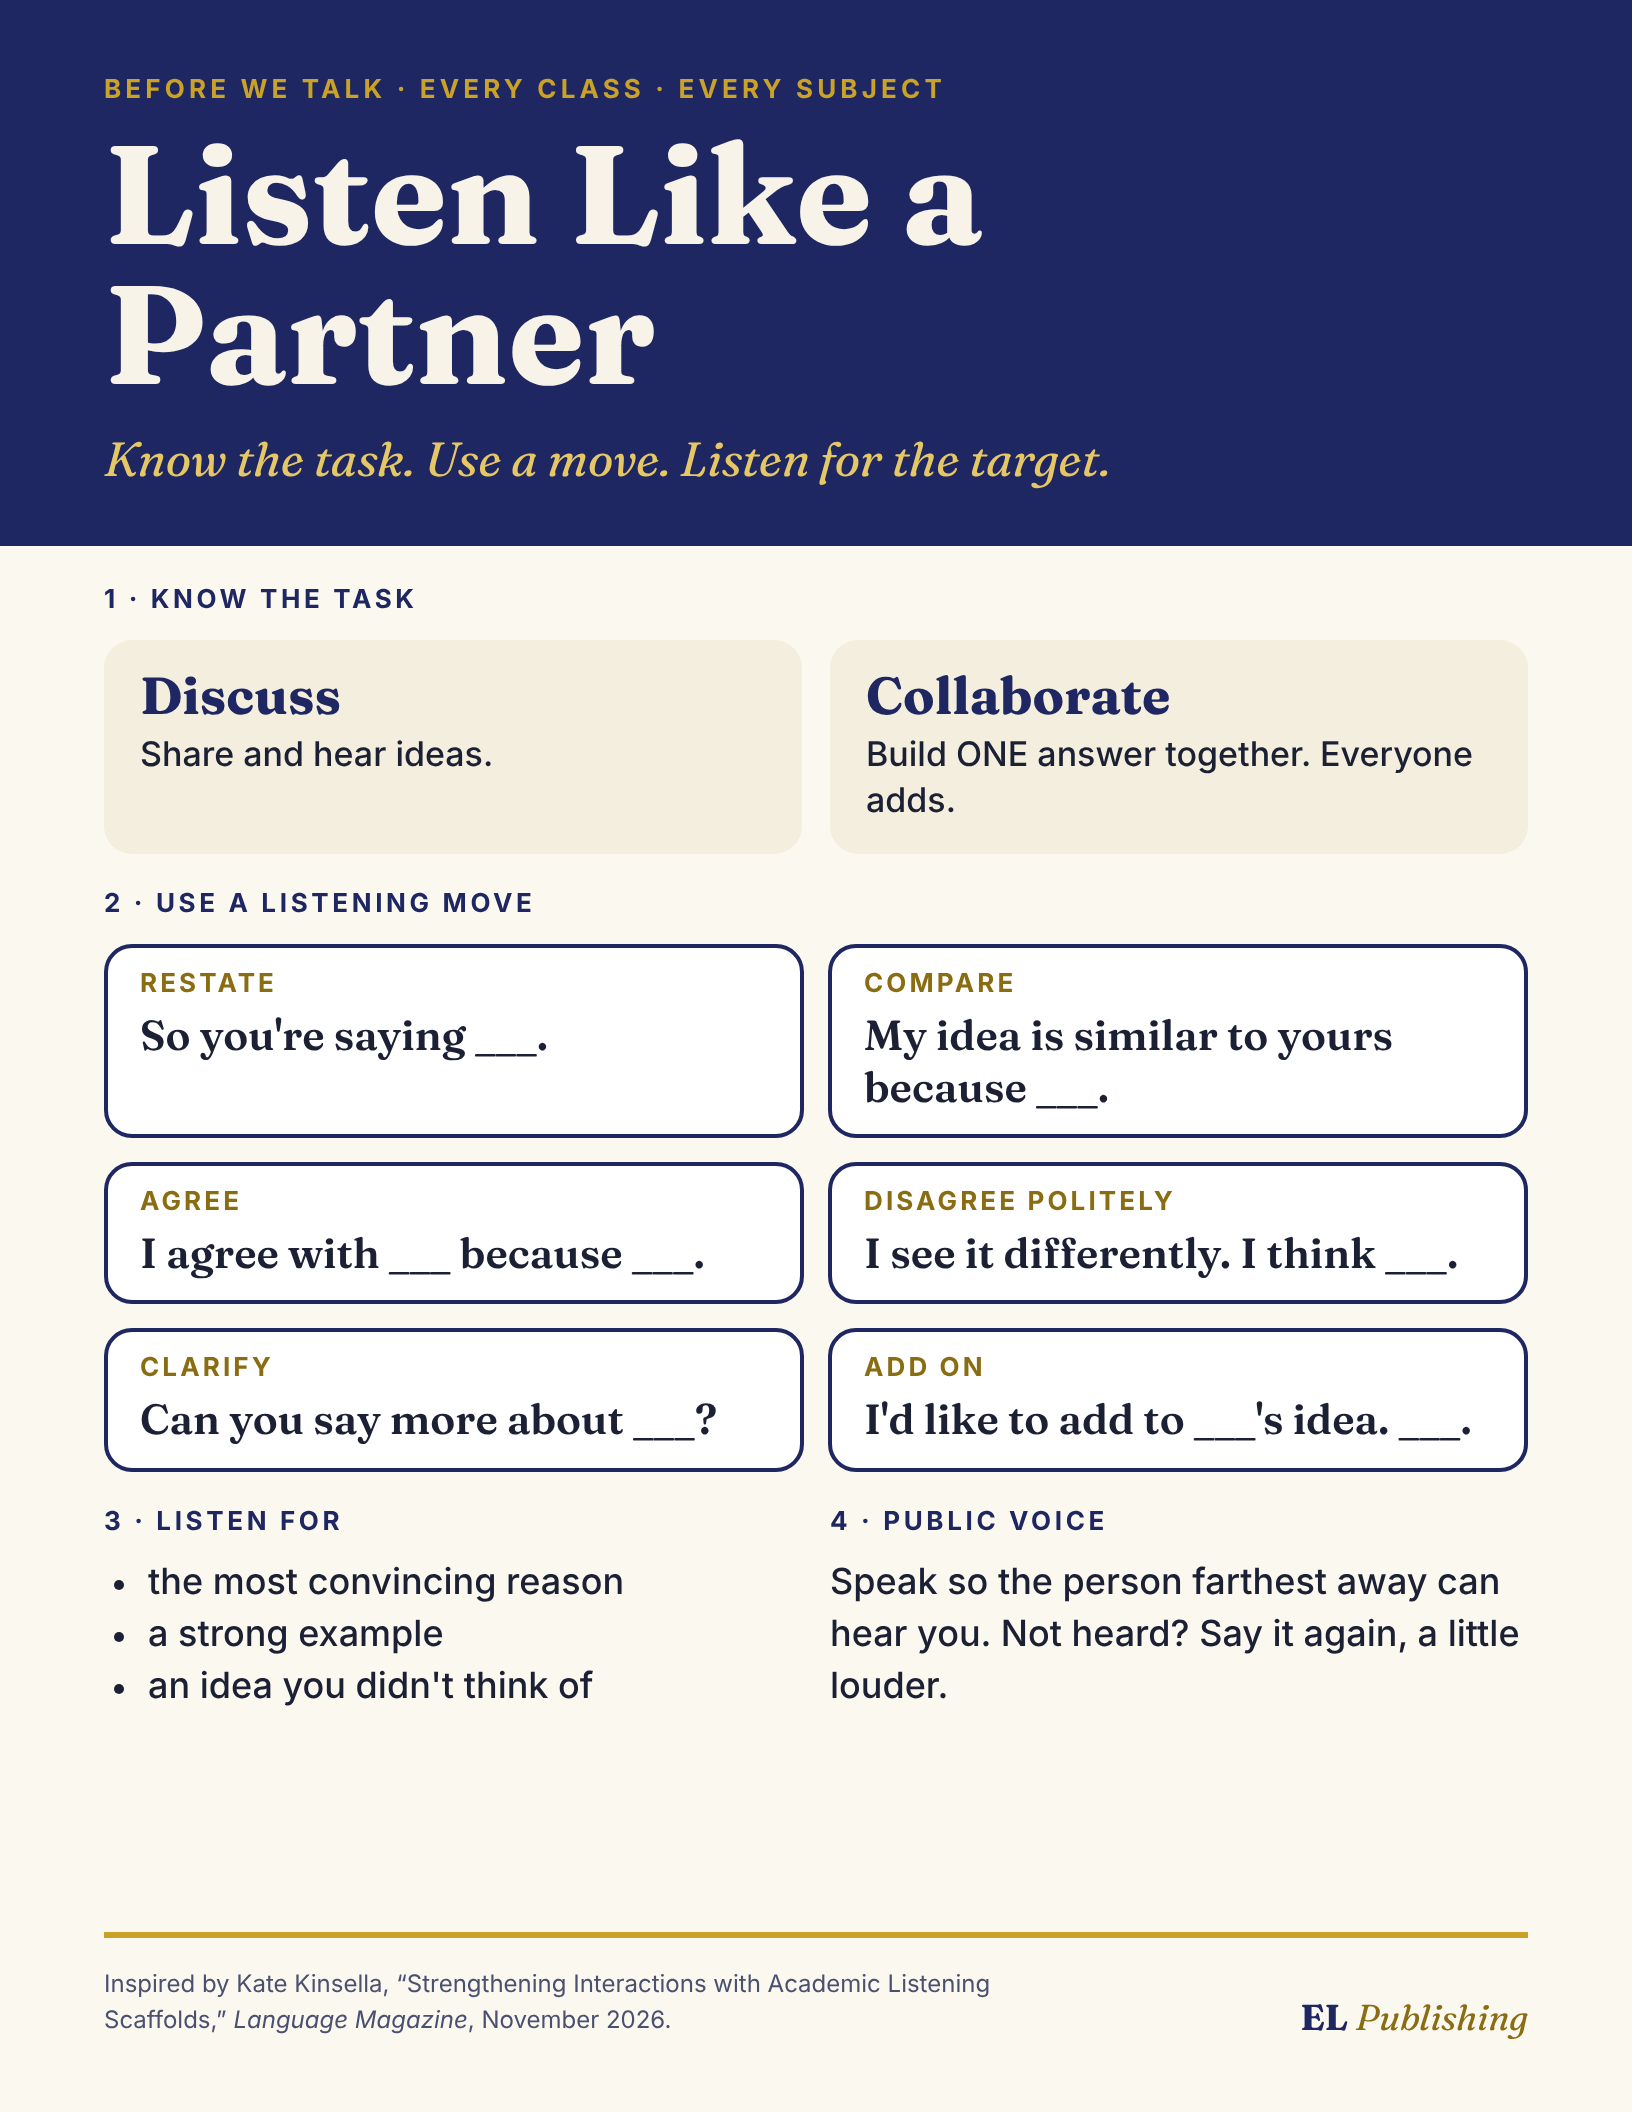 BEFORE WE TALK · EVERY CLASS · EVERY SUBJECT
Listen Like a
Partner
Know the task. Use a move. Listen for the target.
1 · KNOW THE TASK
Discuss
Share and hear ideas.
Collaborate
Build ONE answer together. Everyone
adds.
2 · USE A LISTENING MOVE
RESTATE
So you're saying ___.
COMPARE
My idea is similar to yours
because ___.
AGREE
I agree with ___ because ___.
DISAGREE POLITELY
I see it differently. I think ___.
CLARIFY
Can you say more about ___?
ADD ON
I'd like to add to ___'s idea. ___.
3 · LISTEN FOR
• the most convincing reason
• a strong example
• an idea you didn't think of
4 · PUBLIC VOICE
Speak so the person farthest away can
hear you. Not heard? Say it again, a little
louder.
Inspired by Kate Kinsella, “Strengthening Interactions with Academic Listening
Scaffolds,” Language Magazine, November 2026.
EL Publishing